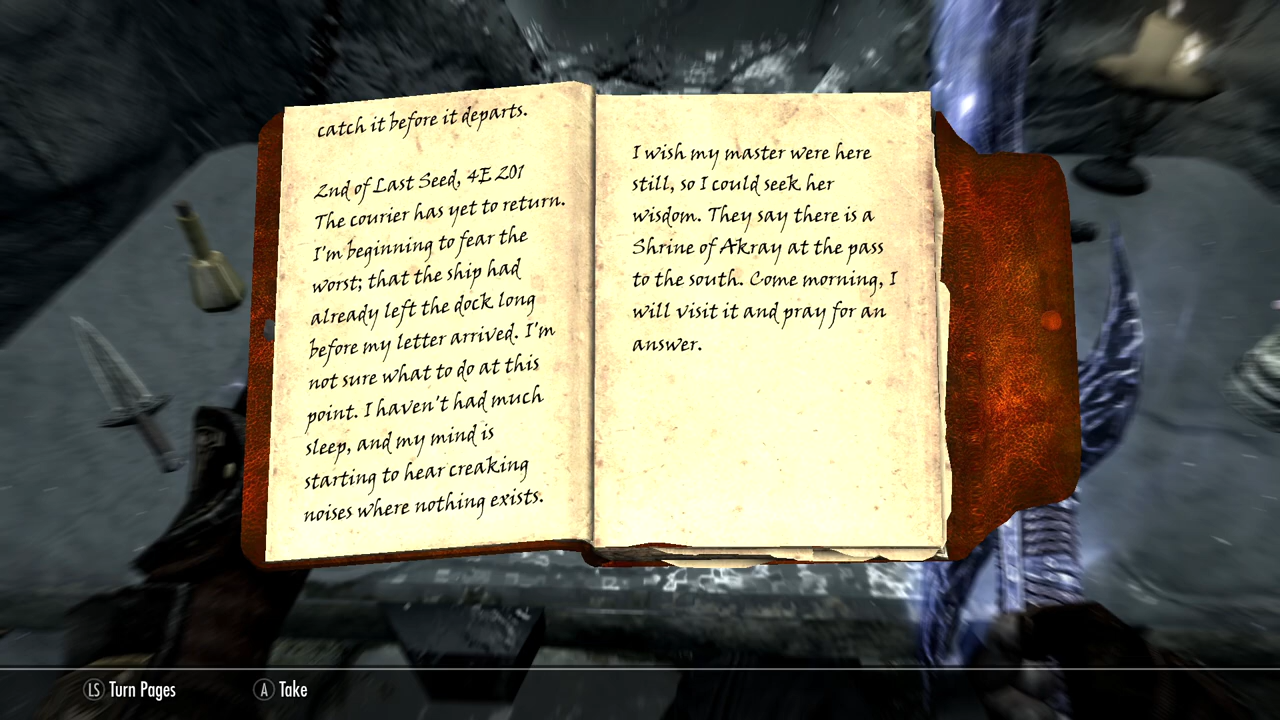 catch it before it departs.
2nd of Last Seed, 4E 201
The courier has yet to return.
I'm beginning to fear the
worst; that the ship had
already left the dock long
before my letter arrived. I'm
not sure what to do at this
point. I haven't had much
sleep, and my mind is
starting to hear creaking
noises where nothing exists.
I wish my master were here
still, so I could seek her
wisdom. They say there is a
Shrine of Akray at the pass
to the south. Come morning, I
will visit it and pray for an
answer.
LS Turn Pages
A Take